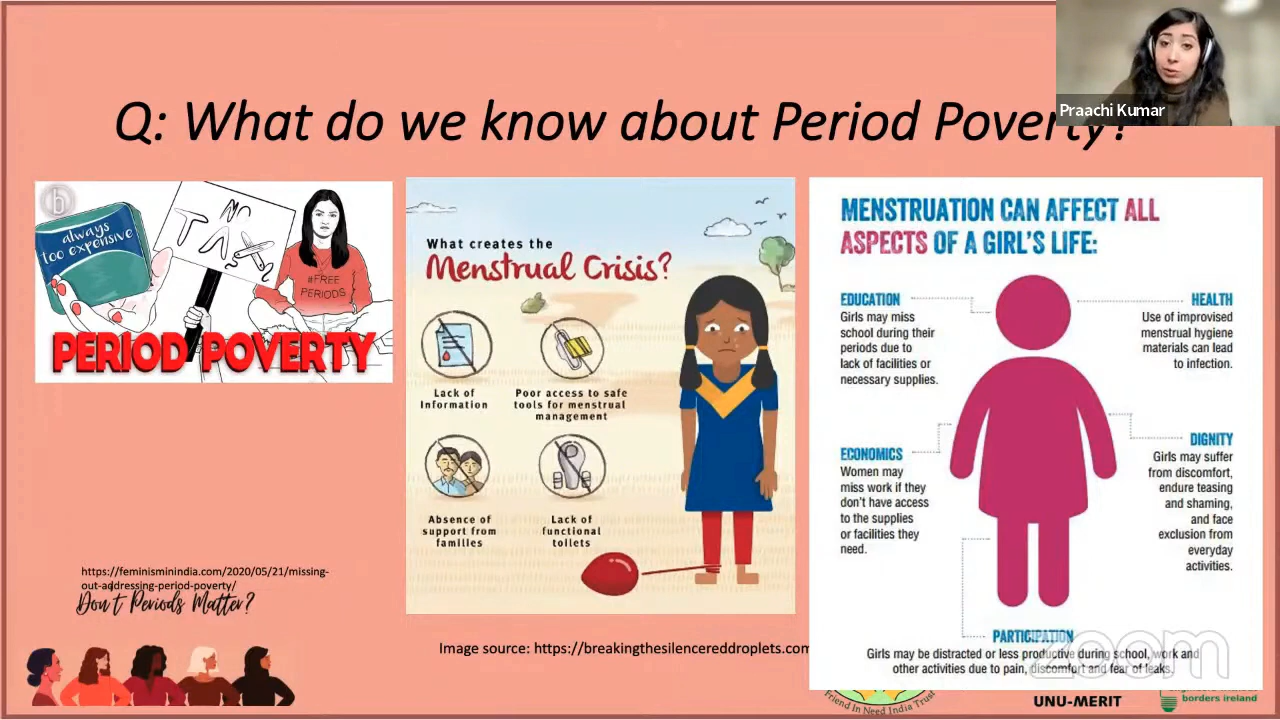 Praachi Kumar
Q: What do we know about Period Poverty?
b
always
too expensive
NO
TAX
#FREE
PERIODS
PERIOD POVERTY
What creates the
Menstrual Crisis?
Lack of
Information
Poor access to safe
tools for menstrual
management
Absence of
support from
families
Lack of
functional
toilets
MENSTRUATION CAN AFFECT ALL
ASPECTS OF A GIRL'S LIFE:
EDUCATION
Girls may miss
school during their
periods due to
lack of facilities or
necessary supplies.
HEALTH
Use of improvised
menstrual hygiene
materials can lead
to infection.
ECONOMICS
Women may
miss work if they
don't have access
to the supplies
or facilities they
need.
DIGNITY
Girls may suffer
from discomfort,
endure teasing
and shaming,
and face
exclusion from
everyday
activities.
PARTICIPATION
Girls may be distracted or less productive during school, work and
other activities due to pain, discomfort and fear of leaks.
https://feminisminindia.com/2020/05/21/missing-
out-addressing-period-poverty/
Don't Periods Matter?
Image source: https://breakingthesilencereddroplets.com
zoom
Friend In Need India Trust
UNU-MERIT
borders ireland